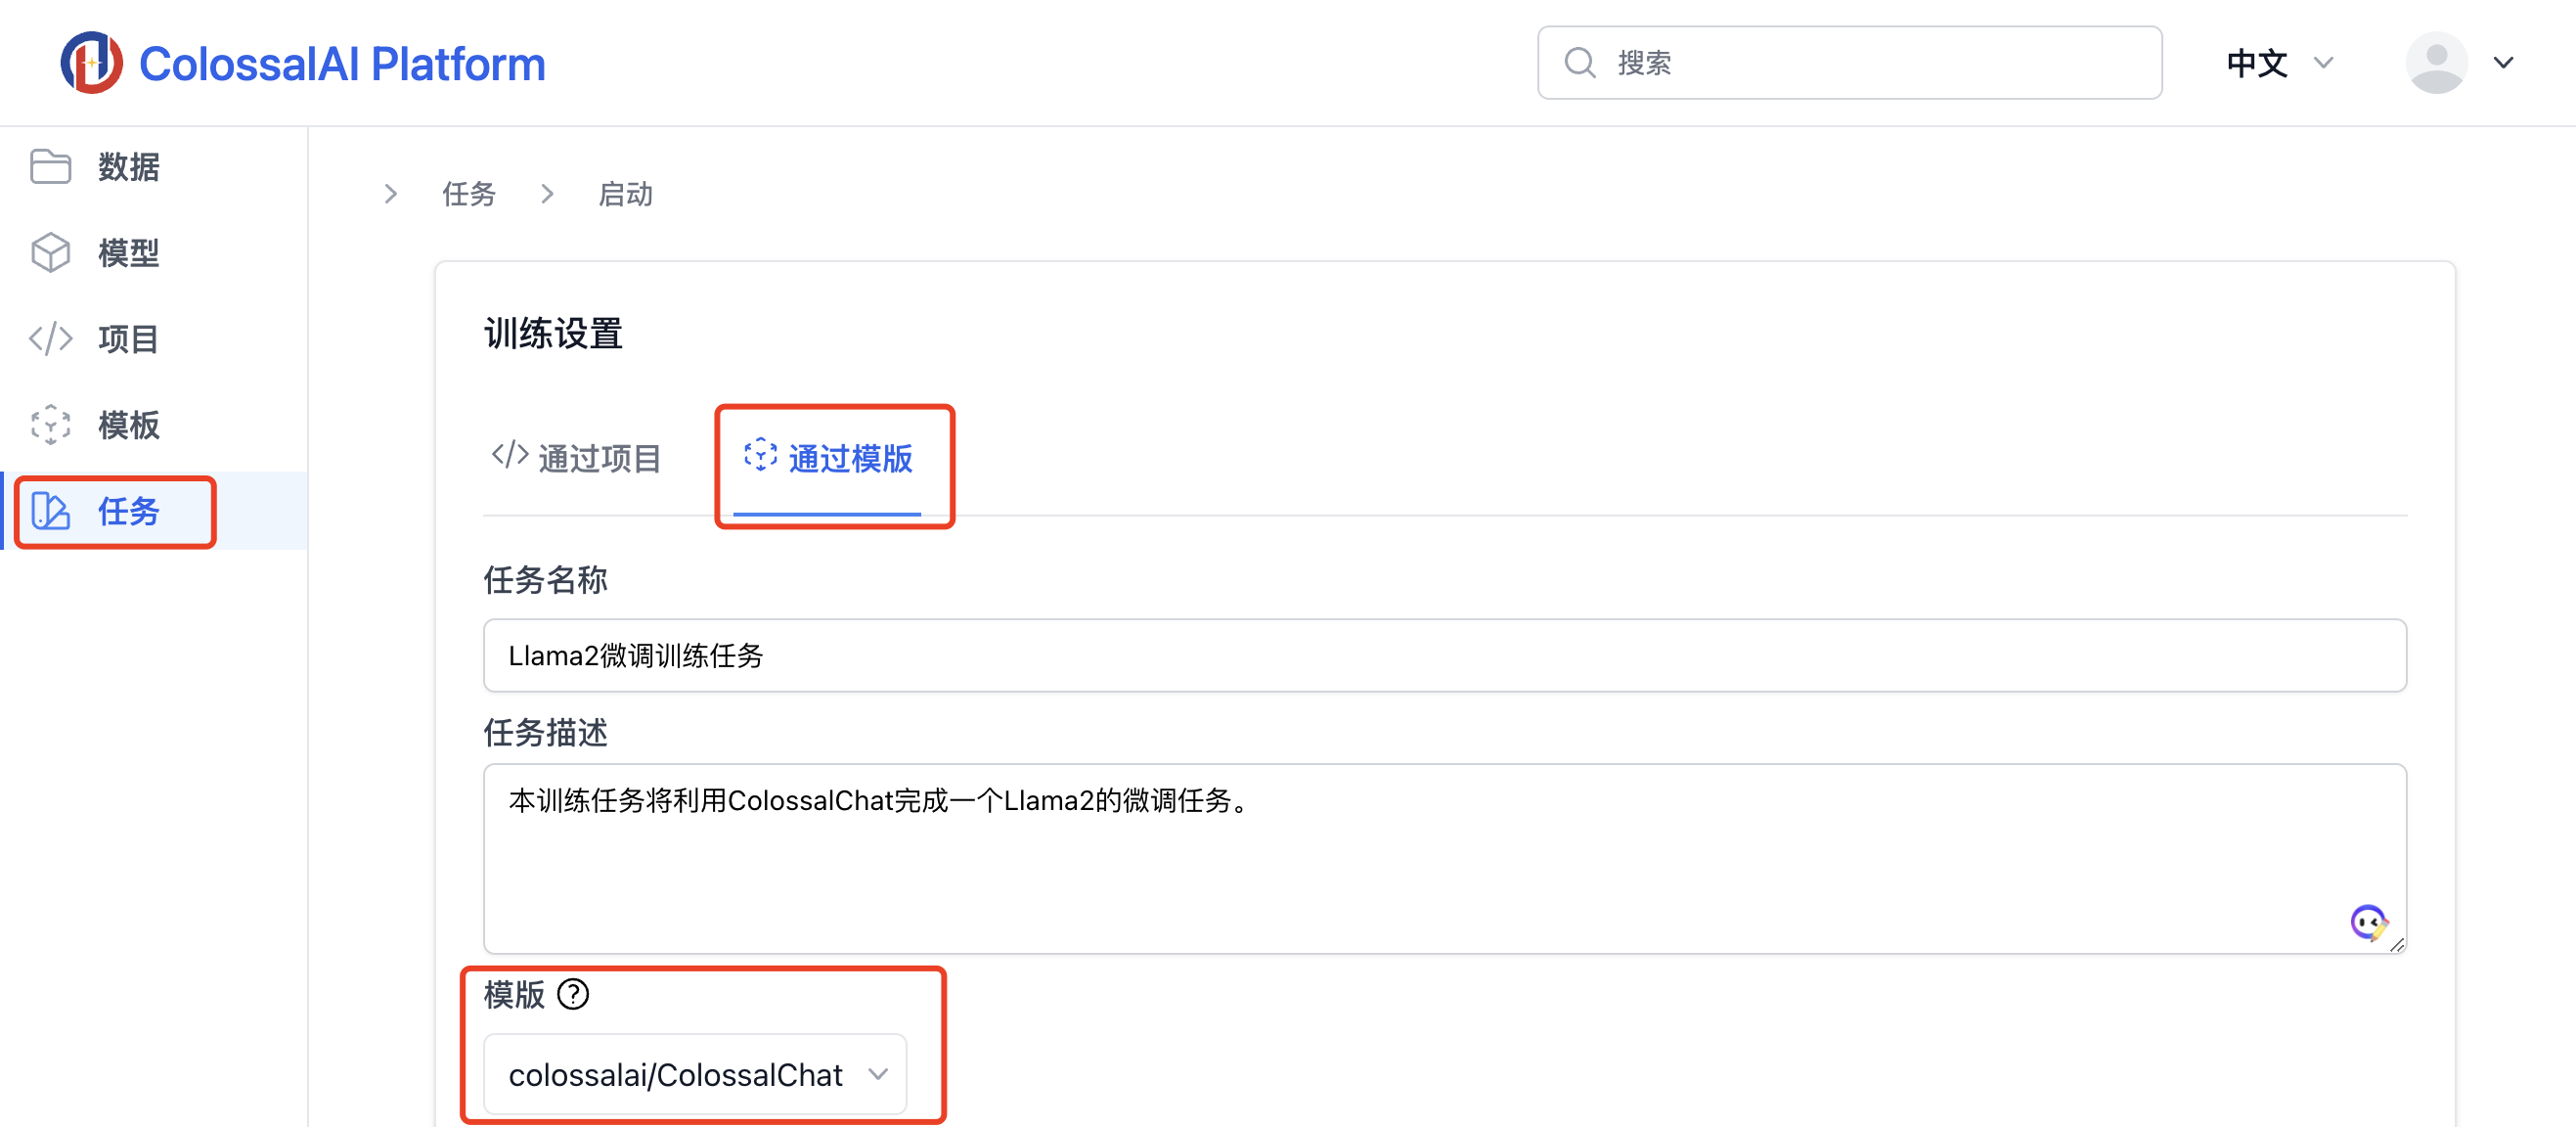 ColossalAI Platform
搜索
中文
数据
模型
项目
模板
任务
任务
启动
训练设置
通过项目
通过模版
任务名称
Llama2微调训练任务
任务描述
本训练任务将利用ColossalChat完成一个Llama2的微调任务。
模版
colossalai/ColossalChat